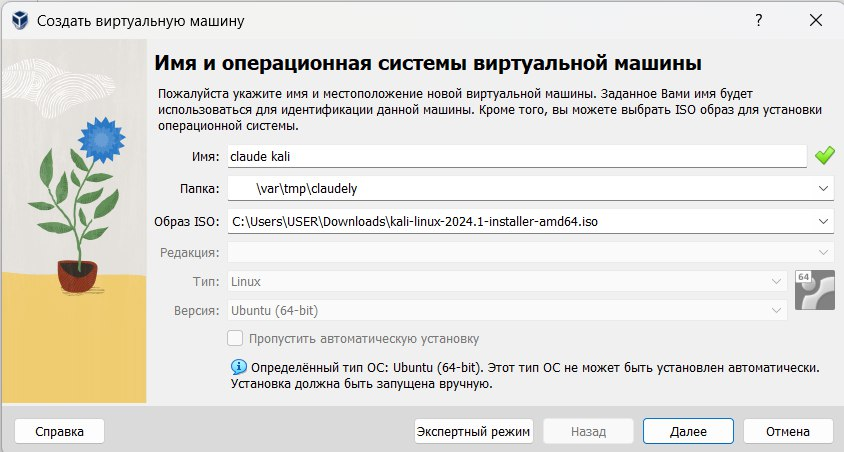 Создать виртуальную машину
?
Имя и операционная системы виртуальной машины
Пожалуйста укажите имя и местоположение новой виртуальной машины. Заданное Вами имя будет
использоваться для идентификации данной машины. Кроме того, вы можете выбрать ISO образ для установки
операционной системы.
Имя: claude kali
Папка: \var\tmp\claudely
Образ ISO: C:\Users\USER\Downloads\kali-linux-2024.1-installer-amd64.iso
Редакция:
Тип: Linux
64
Версия: Ubuntu (64-bit)
Пропустить автоматическую установку
Определённый тип ОС: Ubuntu (64-bit). Этот тип ОС не может быть установлен автоматически.
Установка должна быть запущена вручную.
Справка Экспертный режим Назад Далее Отмена